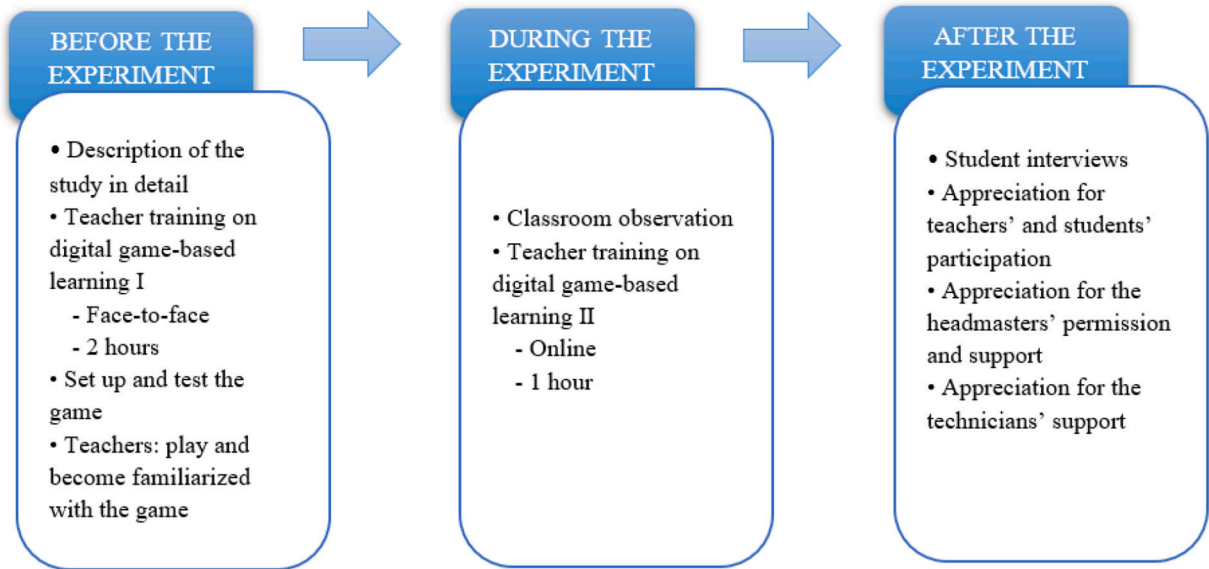 BEFORE THE
EXPERIMENT
• Description of the
study in detail
• Teacher training on
digital game-based
learning I
- Face-to-face
- 2 hours
• Set up and test the
game
• Teachers: play and
become familiarized
with the game
DURING THE
EXPERIMENT
• Classroom observation
• Teacher training on
digital game-based
learning II
- Online
- 1 hour
AFTER THE
EXPERIMENT
• Student interviews
• Appreciation for
teachers’ and students’
participation
• Appreciation for the
headmasters’ permission
and support
• Appreciation for the
technicians’ support